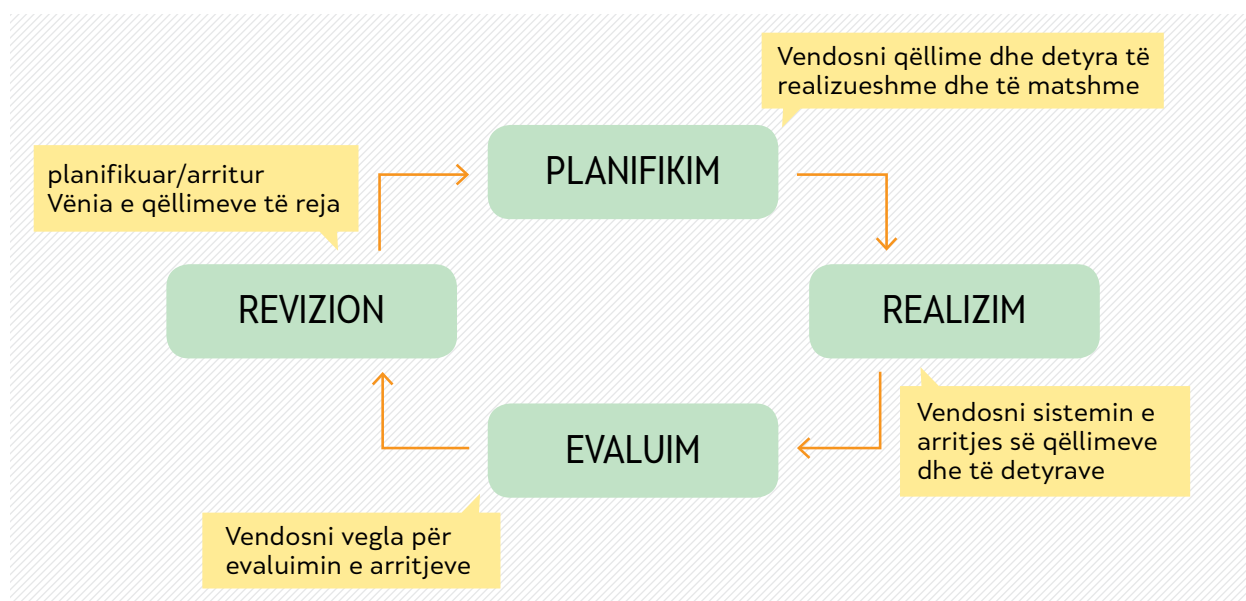 Vendosni qëllime dhe detyra të
realizueshme dhe të matshme
PLANIFIKIM
planifikuar/arritur
Vënia e qëllimeve të reja
REVIZION
REALIZIM
Vendosni sistemin e
arritjes së qëllimeve
dhe të detyrave
EVALUIM
Vendosni vegla për
evaluimin e arritjeve